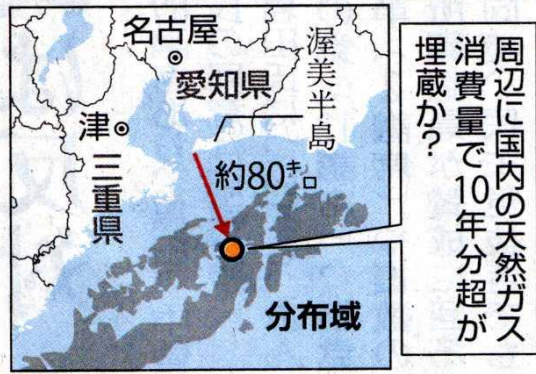 名古屋
愛知県
渥美半島
津
三重県
約80㌔
分布域
周辺に国内の天然ガス
消費量で10年分超が
埋蔵か?